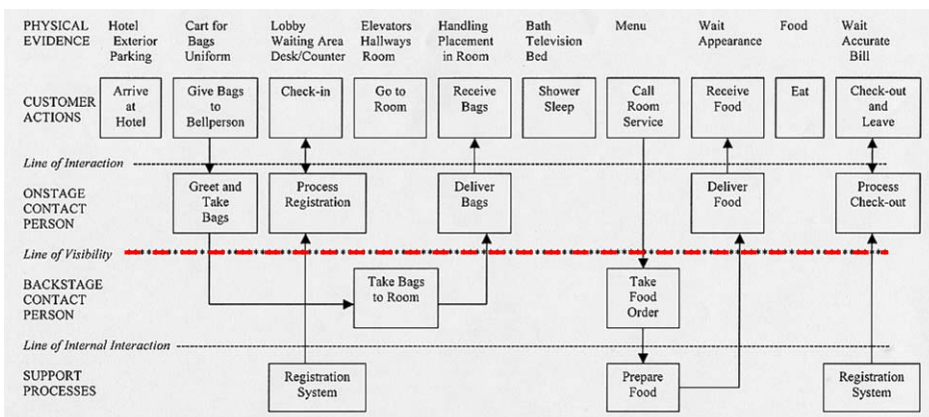 PHYSICAL
EVIDENCE
Hotel
Exterior
Parking
Cart for
Bags
Uniform
Lobby
Waiting Area
Desk/Counter
Elevators
Hallways
Room
Handling
Placement
in Room
Bath
Television
Bed
Menu
Wait
Appearance
Food
Wait
Accurate
Bill
CUSTOMER
ACTIONS
Arrive
at
Hotel
Give Bags
to
Bellperson
Check-in
Go to
Room
Receive
Bags
Shower
Sleep
Call
Room
Service
Receive
Food
Eat
Check-out
and
Leave
Line of Interaction
ONSTAGE
CONTACT
PERSON
Greet and
Take
Bags
Process
Registration
Deliver
Bags
Deliver
Food
Process
Check-out
Line of Visibility
BACKSTAGE
CONTACT
PERSON
Take Bags
to Room
Take
Food
Order
Line of Internal Interaction
SUPPORT
PROCESSES
Registration
System
Prepare
Food
Registration
System